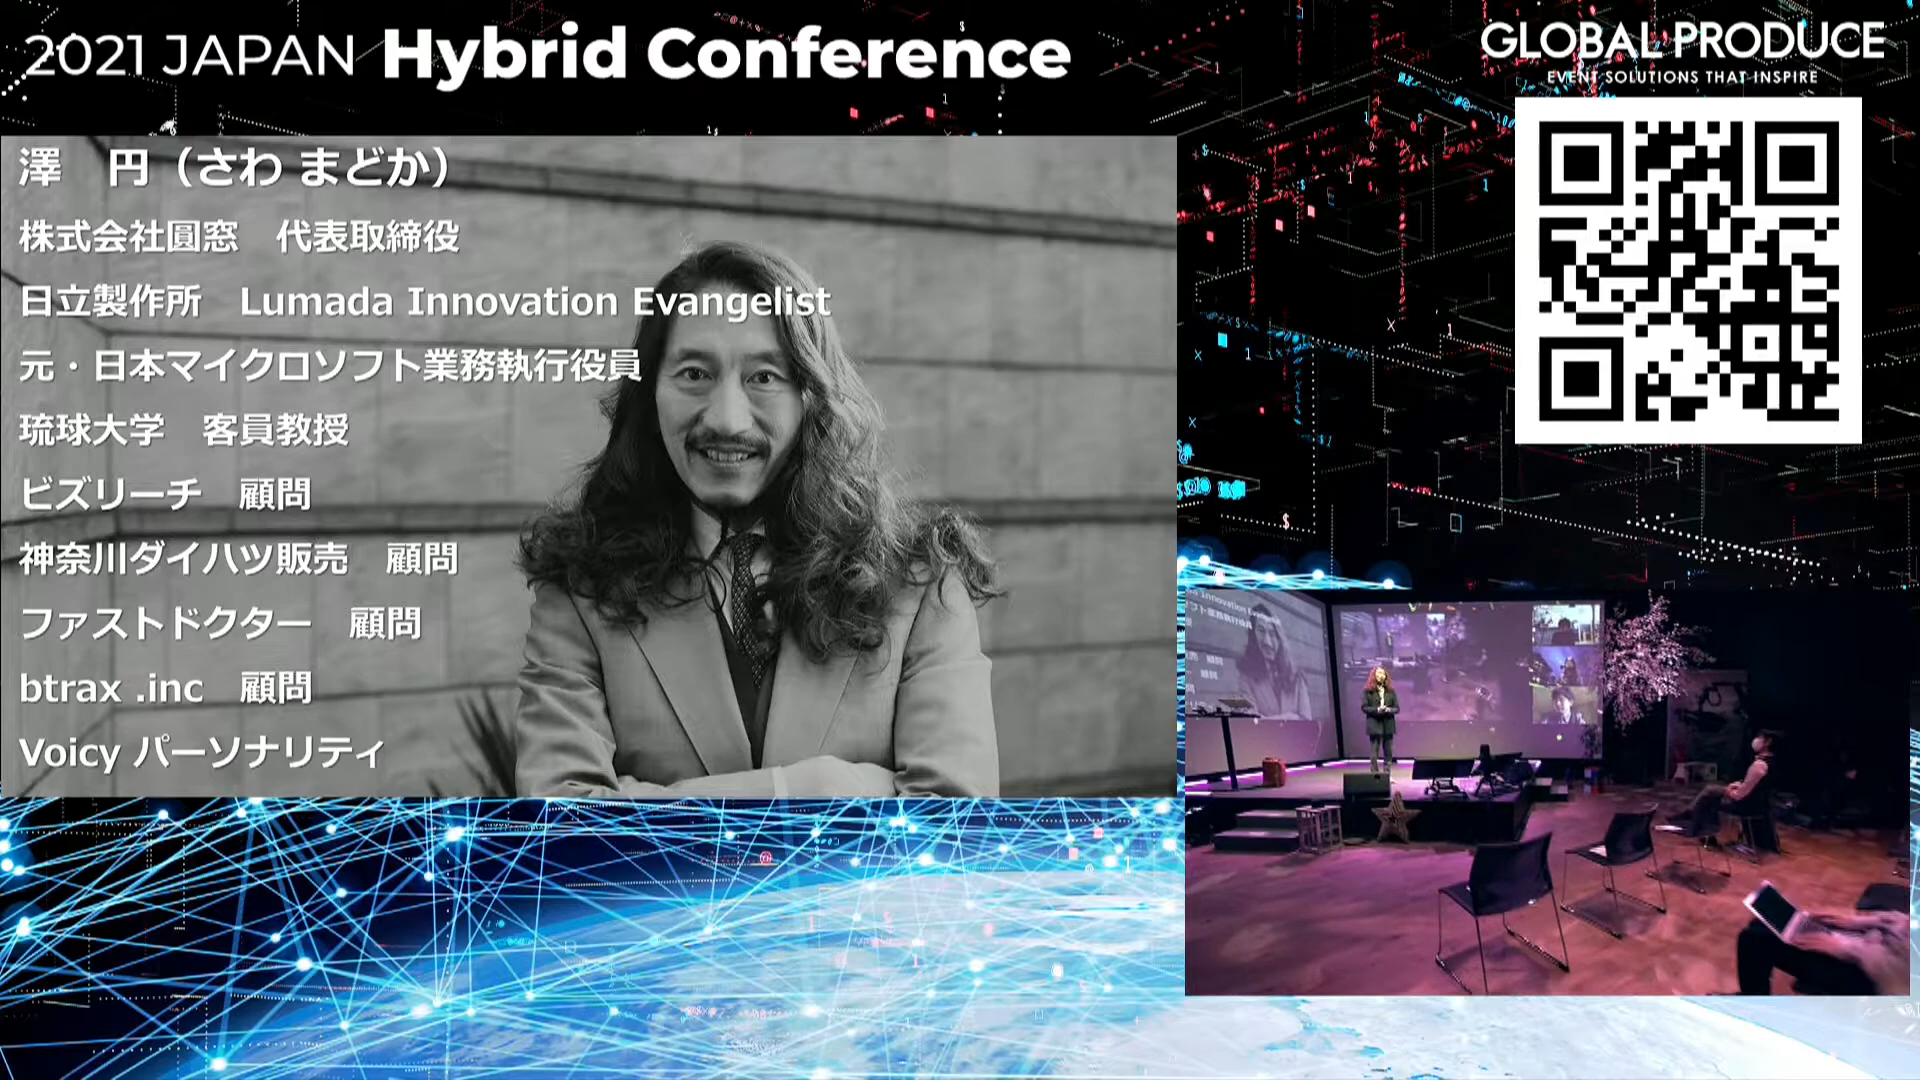 2021 JAPAN Hybrid Conference
GLOBAL PRODUCE
EVENT SOLUTIONS THAT INSPIRE
澤　円（さわ まどか）
株式会社圓窓　代表取締役
日立製作所　Lumada Innovation Evangelist
元・日本マイクロソフト業務執行役員
琉球大学　客員教授
ビズリーチ　顧問
神奈川ダイハツ販売　顧問
ファストドクター　顧問
btrax .inc　顧問
Voicy パーソナリティ